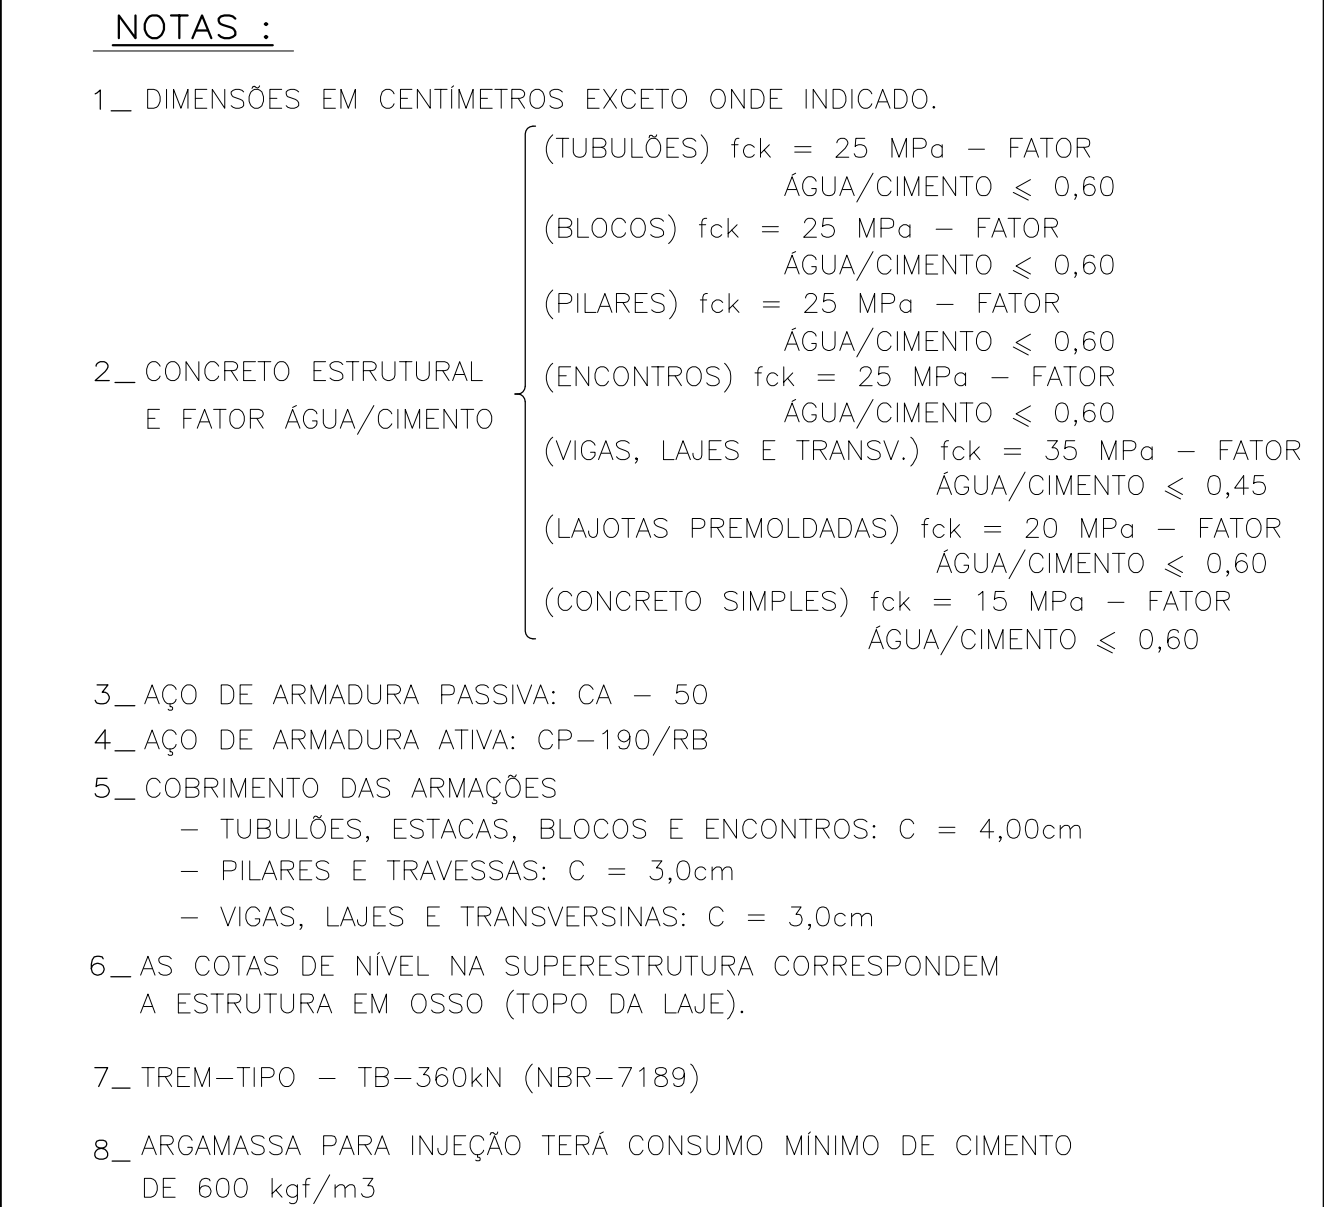 NOTAS :
1_ DIMENSÕES EM CENTÍMETROS EXCETO ONDE INDICADO.
2_ CONCRETO ESTRUTURAL
E FATOR ÁGUA/CIMENTO
(TUBULÕES) fck = 25 MPa - FATOR
ÁGUA/CIMENTO ⩽ 0,60
(BLOCOS) fck = 25 MPa - FATOR
ÁGUA/CIMENTO ⩽ 0,60
(PILARES) fck = 25 MPa - FATOR
ÁGUA/CIMENTO ⩽ 0,60
(ENCONTROS) fck = 25 MPa - FATOR
ÁGUA/CIMENTO ⩽ 0,60
(VIGAS, LAJES E TRANSV.) fck = 35 MPa - FATOR
ÁGUA/CIMENTO ⩽ 0,45
(LAJOTAS PREMOLDADAS) fck = 20 MPa - FATOR
ÁGUA/CIMENTO ⩽ 0,60
(CONCRETO SIMPLES) fck = 15 MPa - FATOR
ÁGUA/CIMENTO ⩽ 0,60
3_ AÇO DE ARMADURA PASSIVA: CA - 50
4_ AÇO DE ARMADURA ATIVA: CP-190/RB
5_ COBRIMENTO DAS ARMAÇÕES
- TUBULÕES, ESTACAS, BLOCOS E ENCONTROS: C = 4,00cm
- PILARES E TRAVESSAS: C = 3,0cm
- VIGAS, LAJES E TRANSVERSINAS: C = 3,0cm
6_ AS COTAS DE NÍVEL NA SUPERESTRUTURA CORRESPONDEM
A ESTRUTURA EM OSSO (TOPO DA LAJE).
7_ TREM-TIPO - TB-360kN (NBR-7189)
8_ ARGAMASSA PARA INJEÇÃO TERÁ CONSUMO MÍNIMO DE CIMENTO
DE 600 kgf/m3